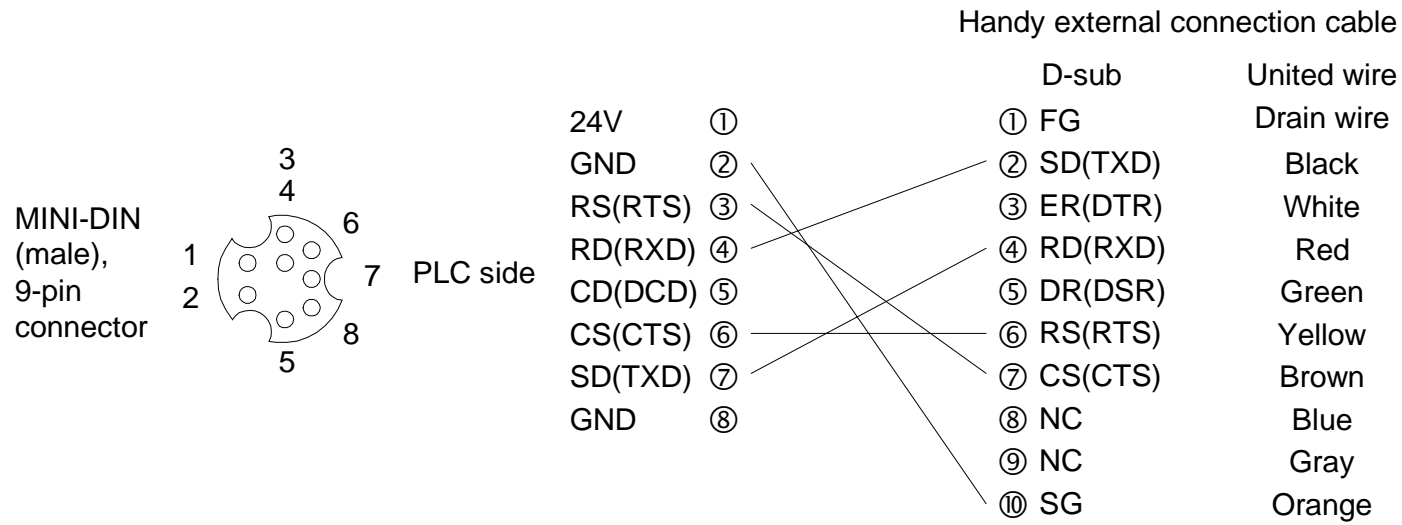 Handy external connection cable
D-sub United wire
24V ① ① FG Drain wire
GND ② ② SD(TXD) Black
RS(RTS) ③ ③ ER(DTR) White
RD(RXD) ④ ④ RD(RXD) Red
CD(DCD) ⑤ ⑤ DR(DSR) Green
CS(CTS) ⑥ ⑥ RS(RTS) Yellow
SD(TXD) ⑦ ⑦ CS(CTS) Brown
GND ⑧ ⑧ NC Blue
⑨ NC Gray
⑩ SG Orange
MINI-DIN
(male),
9-pin
connector
3
4
6
1
7
2
8
5
PLC side